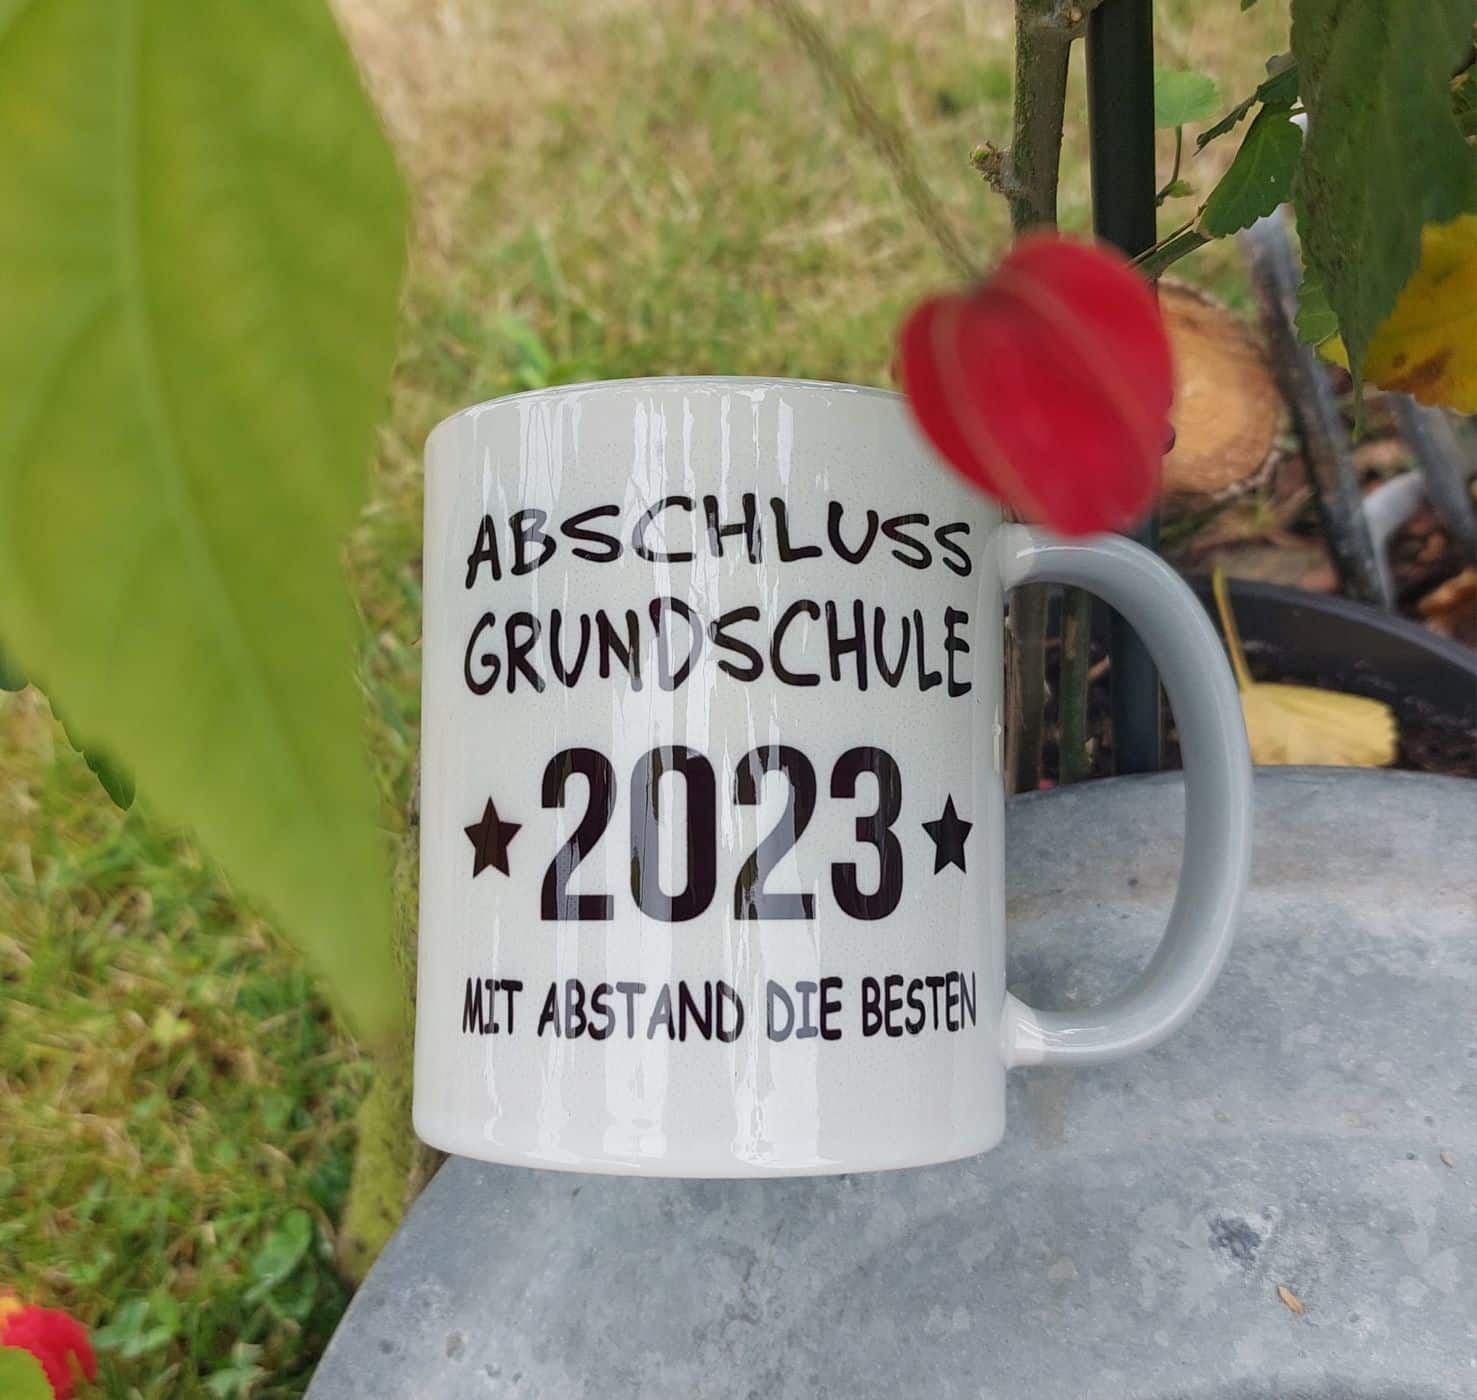 ABSCHLUSS
GRUNDSCHULE
★ 2023 ★
MIT ABSTAND DIE BESTEN